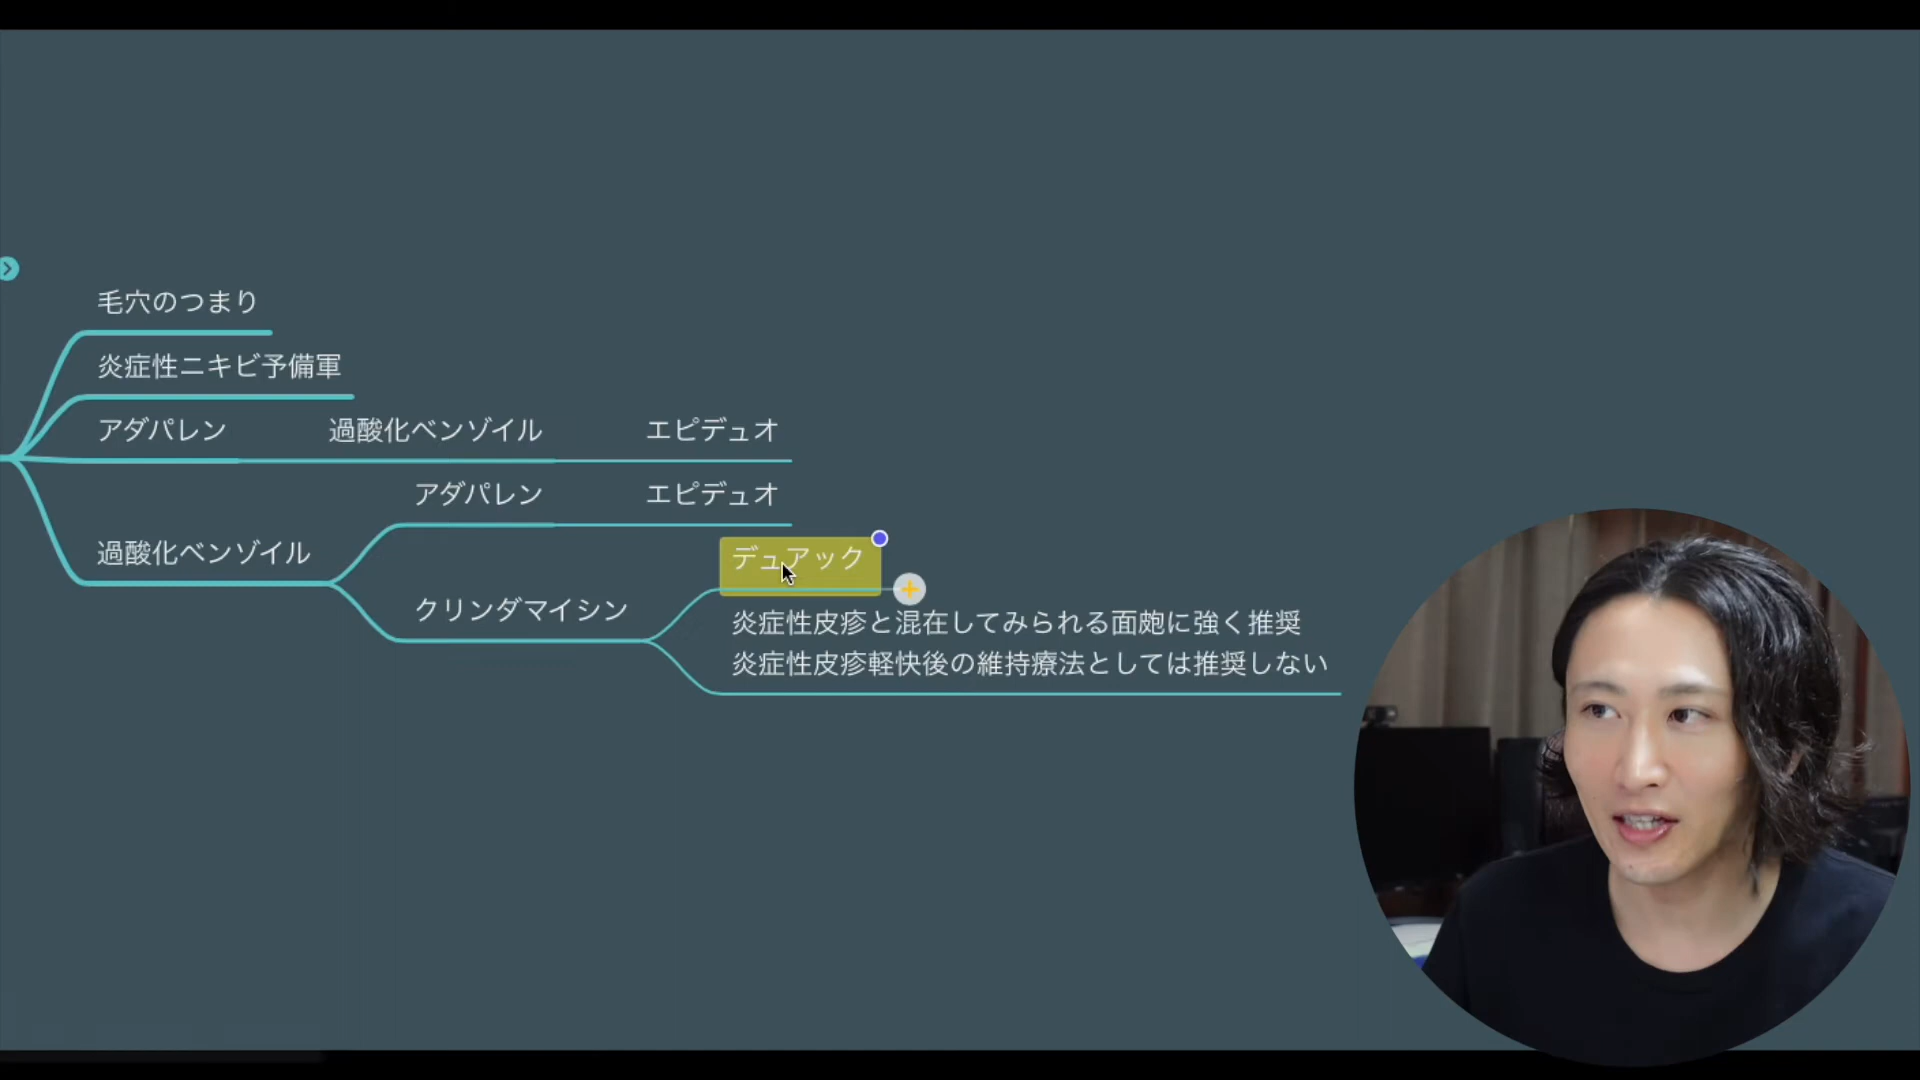 毛穴のつまり
炎症性ニキビ予備軍
アダパレン 過酸化ベンゾイル エピデュオ
アダパレン エピデュオ
過酸化ベンゾイル
デュアック
クリンダマイシン
炎症性皮疹と混在してみられる面皰に強く推奨
炎症性皮疹軽快後の維持療法としては推奨しない